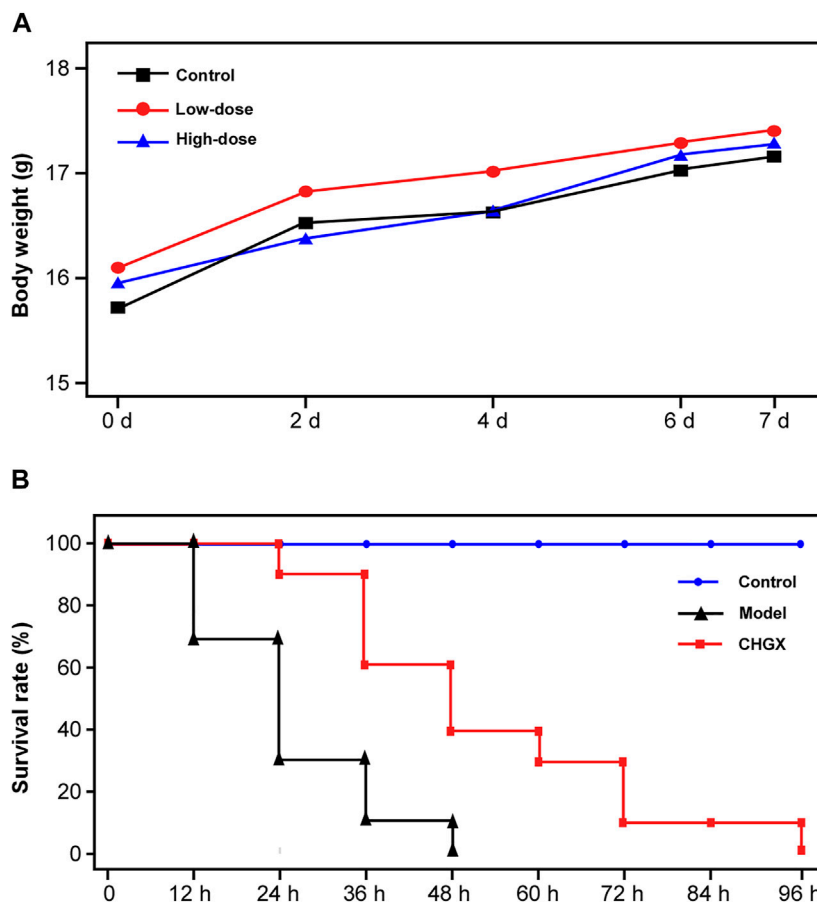 A
18
17
16
15
Body weight (g)
Control
Low-dose
High-dose
0 d 2 d 4 d 6 d 7 d
B
100
80
60
40
20
0
Survival rate (%)
Control
Model
CHGX
0 12 h 24 h 36 h 48 h 60 h 72 h 84 h 96 h